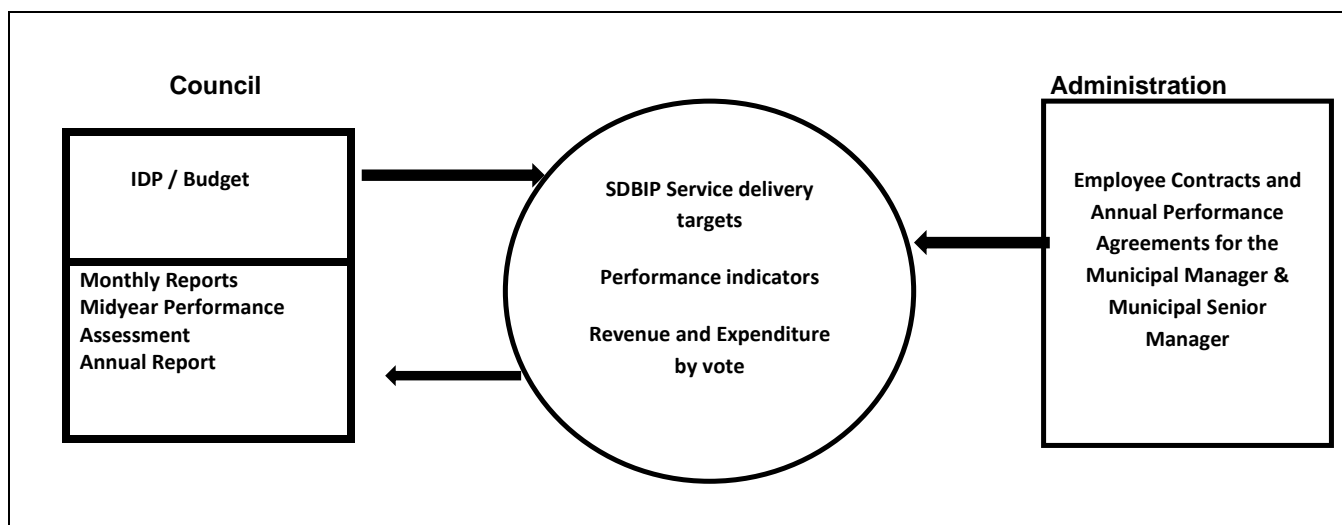 Council
IDP / Budget
Monthly Reports
Midyear Performance
Assessment
Annual Report
SDBIP Service delivery
targets
Performance indicators
Revenue and Expenditure
by vote
Administration
Employee Contracts and
Annual Performance
Agreements for the
Municipal Manager &
Municipal Senior
Manager